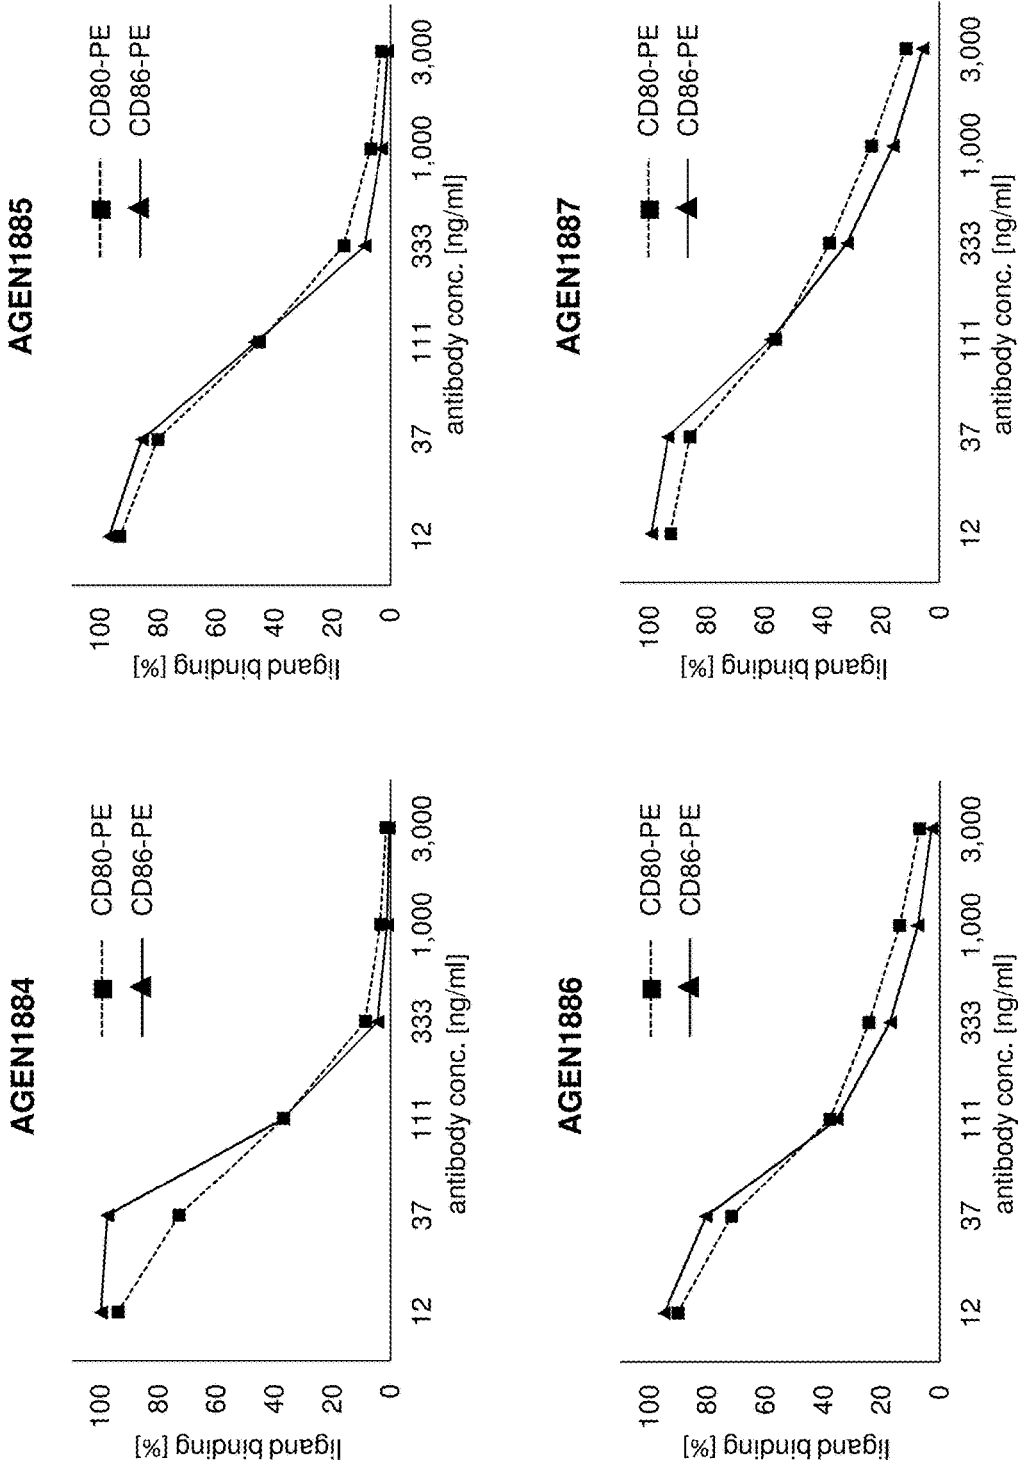 AGEN1884
100
80
60
40
20
0
ligand binding [%]
CD80-PE
CD86-PE
12 37 111 333 1,000 3,000
antibody conc. [ng/ml]
AGEN1885
100
80
60
40
20
0
ligand binding [%]
CD80-PE
CD86-PE
12 37 111 333 1,000 3,000
antibody conc. [ng/ml]
AGEN1886
100
80
60
40
20
0
ligand binding [%]
CD80-PE
CD86-PE
12 37 111 333 1,000 3,000
antibody conc. [ng/ml]
AGEN1887
100
80
60
40
20
0
ligand binding [%]
CD80-PE
CD86-PE
12 37 111 333 1,000 3,000
antibody conc. [ng/ml]